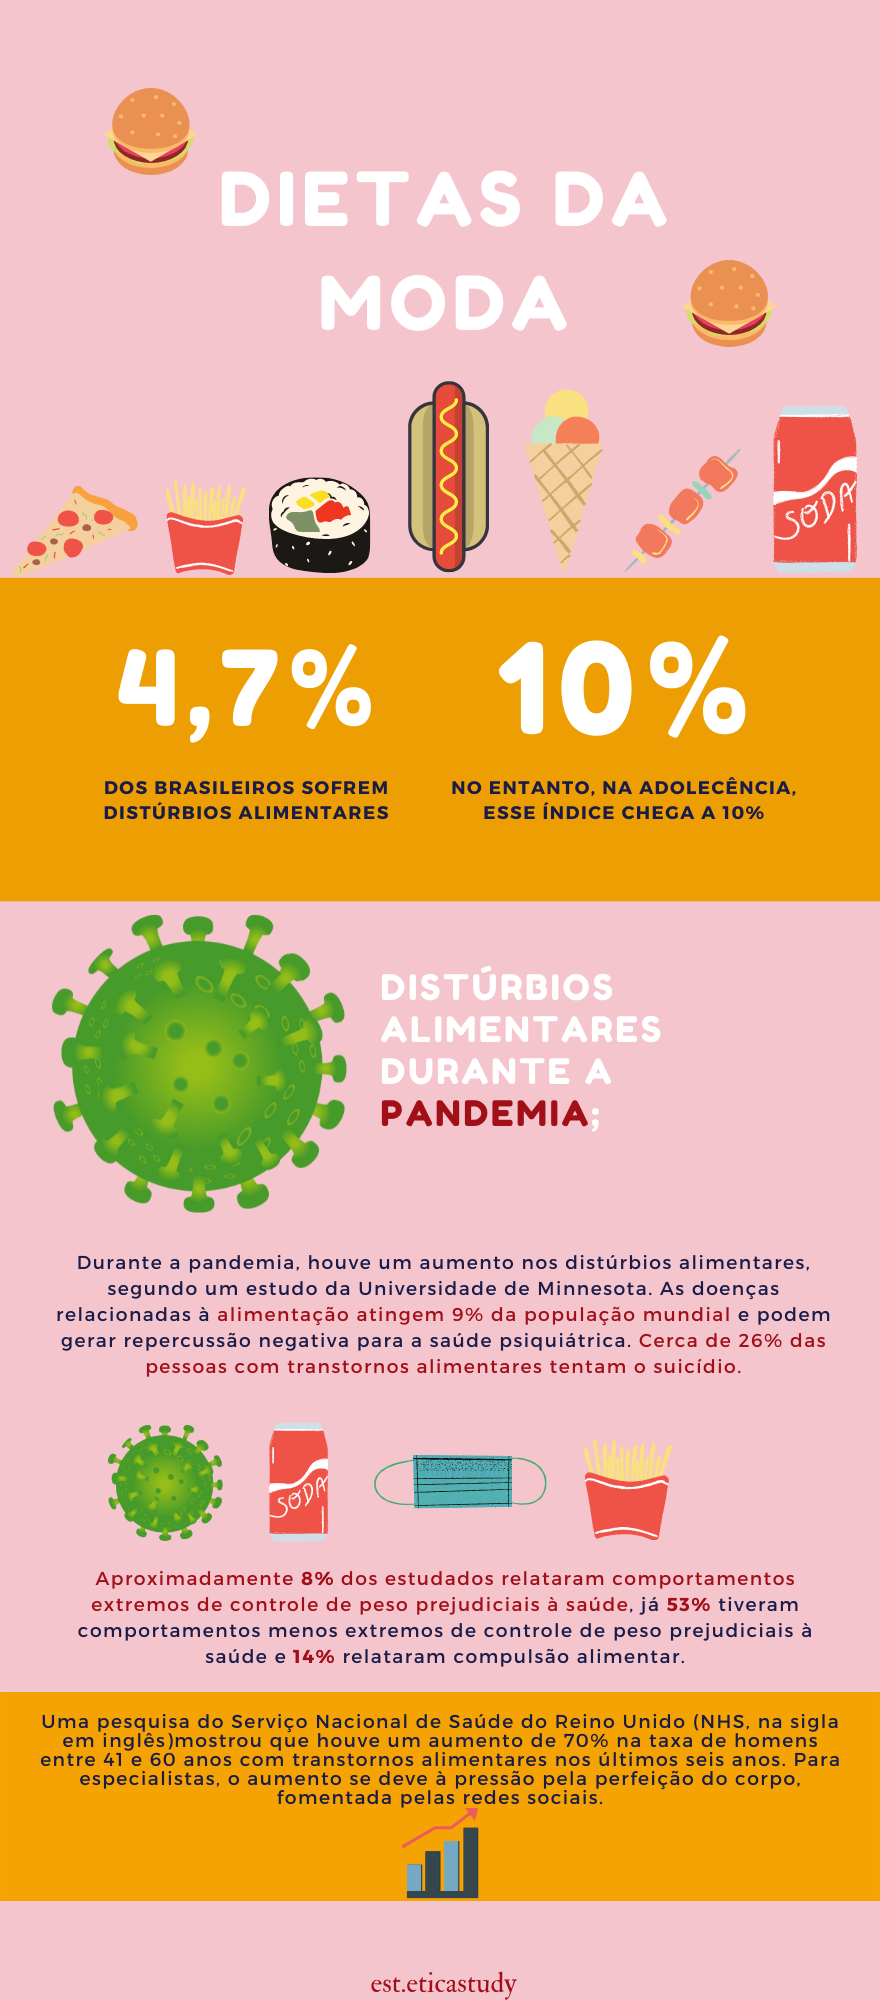 DIETAS DA
MODA
SODA
4,7%
10%
DOS BRASILEIROS SOFREM
DISTÚRBIOS ALIMENTARES
NO ENTANTO, NA ADOLECÊNCIA,
ESSE ÍNDICE CHEGA A 10%
DISTÚRBIOS
ALIMENTARES
DURANTE A
PANDEMIA;
Durante a pandemia, houve um aumento nos distúrbios alimentares,
segundo um estudo da Universidade de Minnesota. As doenças
relacionadas à alimentação atingem 9% da população mundial e podem
gerar repercussão negativa para a saúde psiquiátrica. Cerca de 26% das
pessoas com transtornos alimentares tentam o suicídio.
SODA
Aproximadamente 8% dos estudados relataram comportamentos
extremos de controle de peso prejudiciais à saúde, já 53% tiveram
comportamentos menos extremos de controle de peso prejudiciais à
saúde e 14% relataram compulsão alimentar.
Uma pesquisa do Serviço Nacional de Saúde do Reino Unido (NHS, na sigla
em inglês)mostrou que houve um aumento de 70% na taxa de homens
entre 41 e 60 anos com transtornos alimentares nos últimos seis anos. Para
especialistas, o aumento se deve à pressão pela perfeição do corpo,
fomentada pelas redes sociais.
est.eticastudy